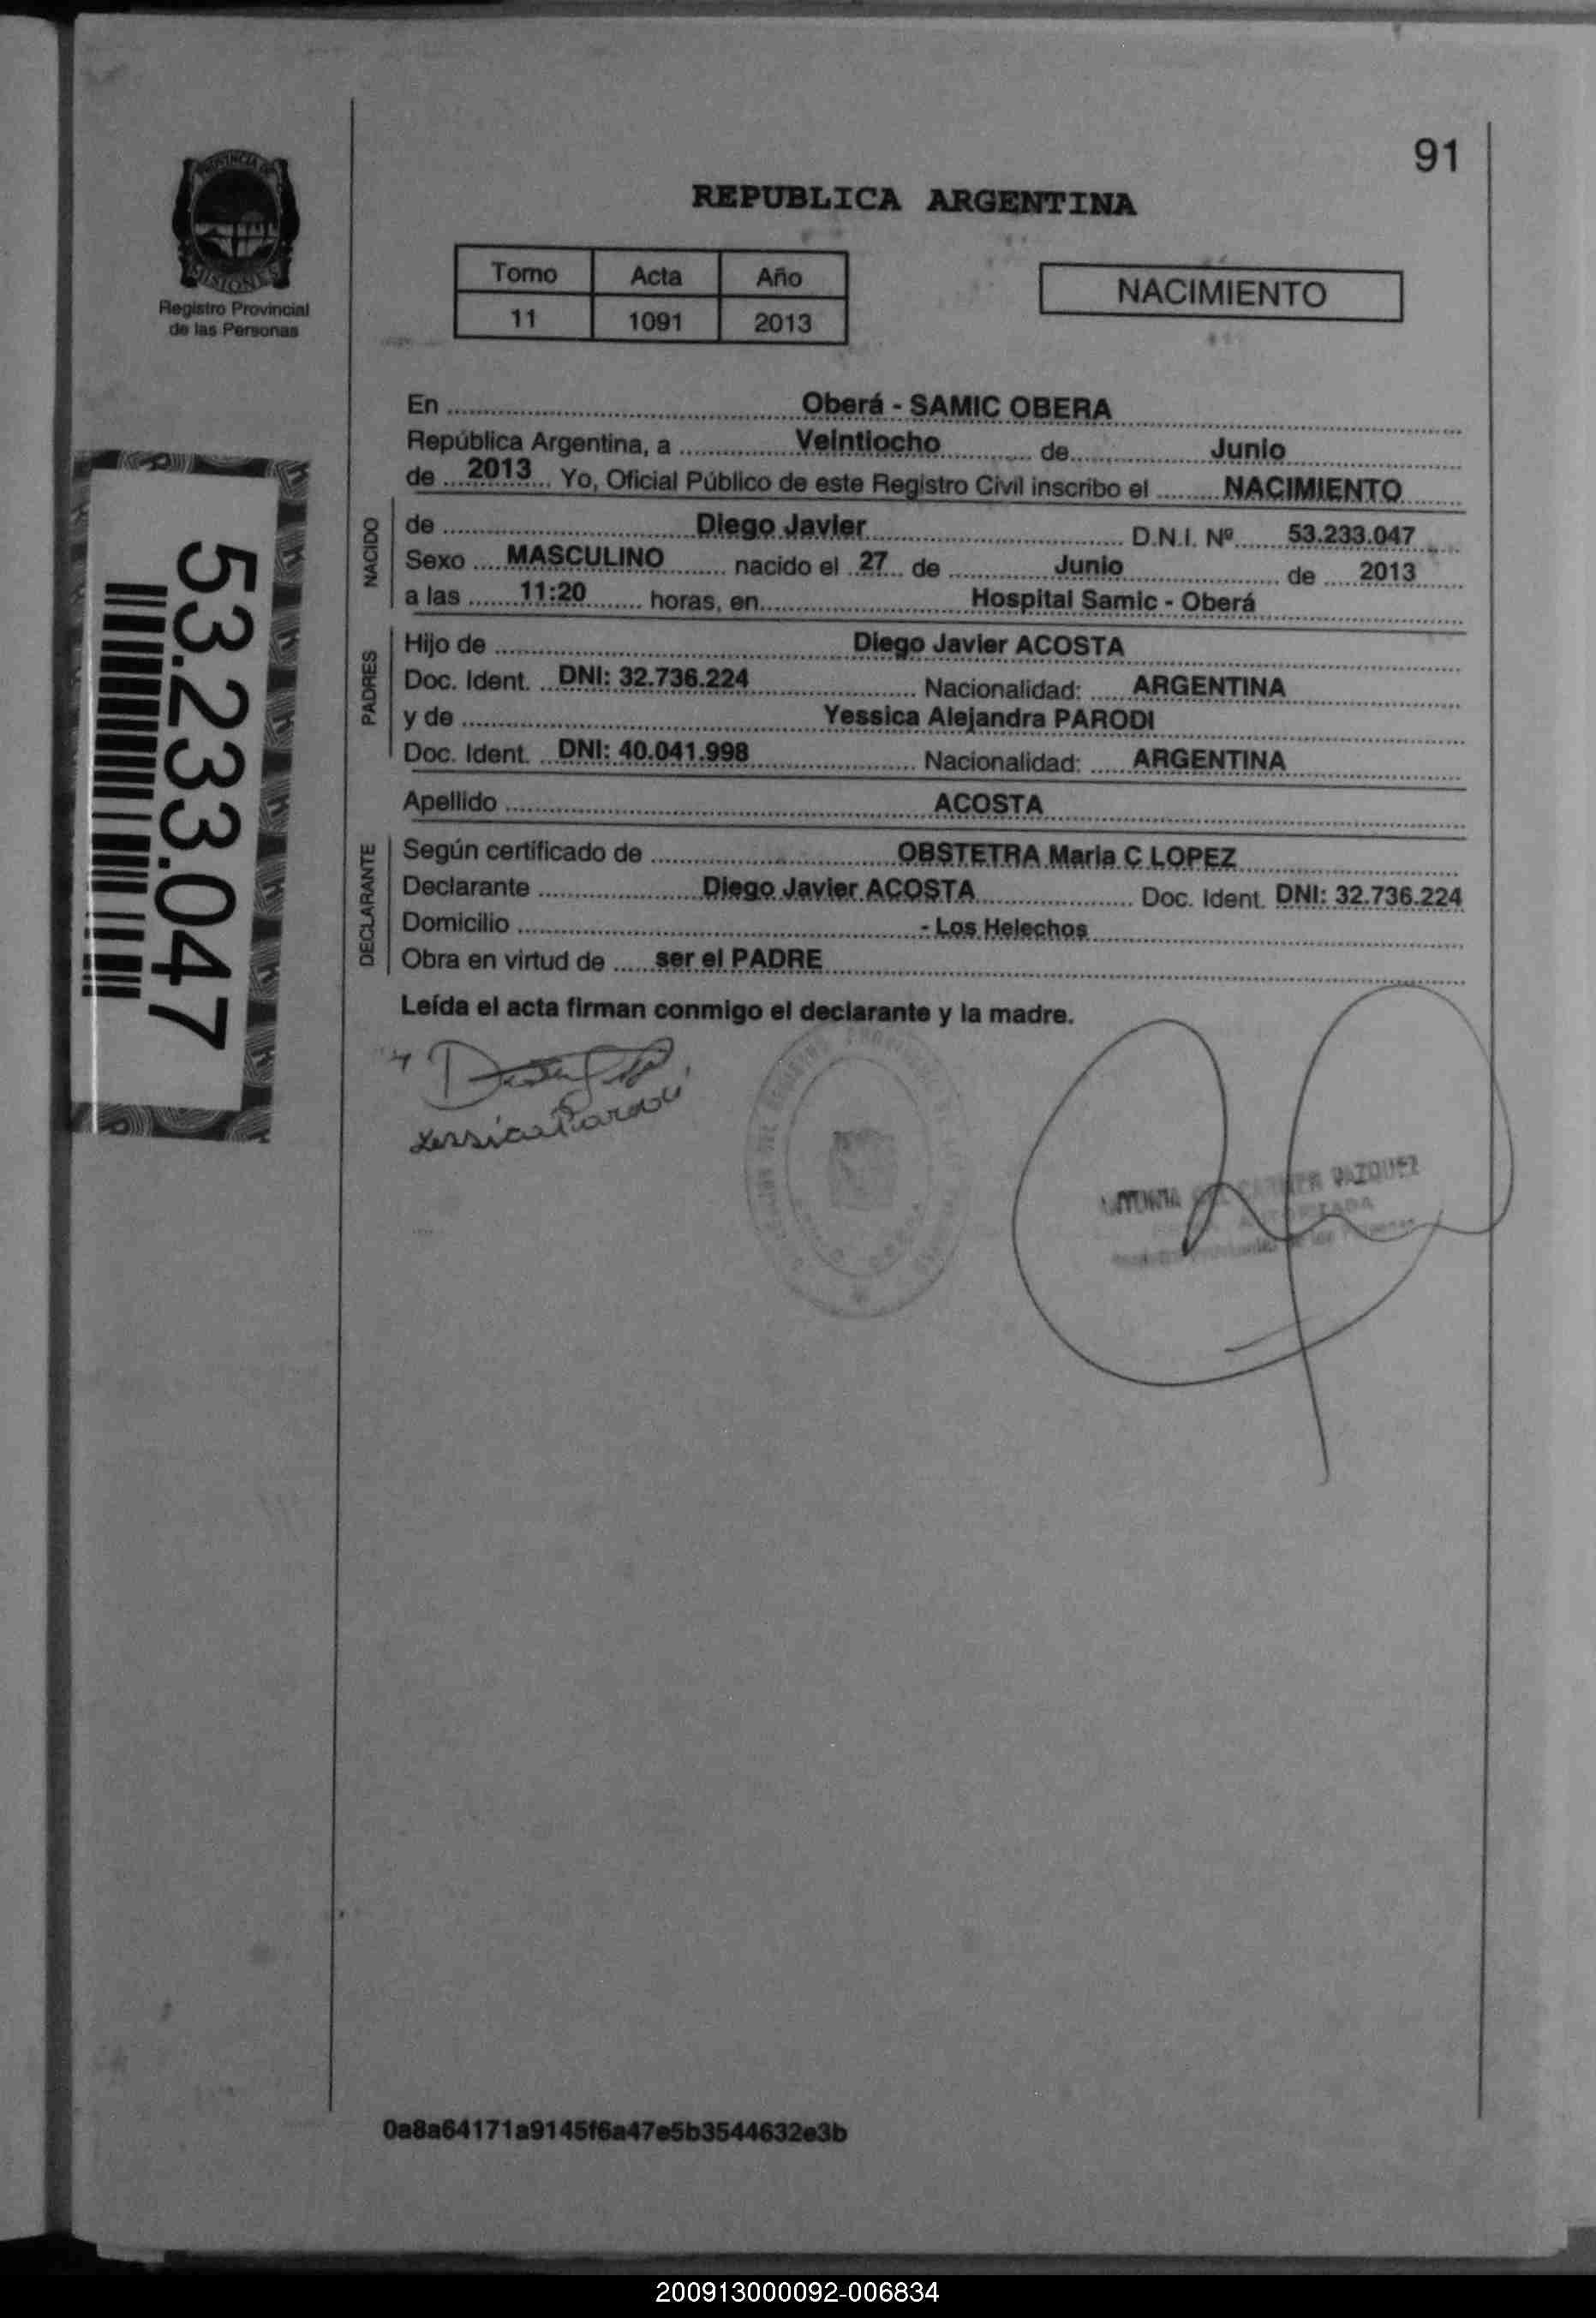 91
PROVINCIA DE
MISIONES
Registro Provincial
de las Personas
REPUBLICA ARGENTINA
Tomo Acta Año
11 1091 2013
NACIMIENTO
En Oberá - SAMIC OBERA
República Argentina, a Veintiocho de Junio
de 2013 Yo, Oficial Público de este Registro Civil inscribo el NACIMIENTO
NACIDO
de Diego Javier D.N.I. Nº 53.233.047
Sexo MASCULINO nacido el 27 de Junio de 2013
a las 11:20 horas, en Hospital Samic - Oberá
PADRES
Hijo de Diego Javier ACOSTA
Doc. Ident. DNI: 32.736.224 Nacionalidad: ARGENTINA
y de Yessica Alejandra PARODI
Doc. Ident. DNI: 40.041.998 Nacionalidad: ARGENTINA
Apellido ACOSTA
DECLARANTE
Según certificado de OBSTETRA Maria C LOPEZ
Declarante Diego Javier ACOSTA Doc. Ident. DNI: 32.736.224
Domicilio - Los Helechos
Obra en virtud de ser el PADRE
Leída el acta firman conmigo el declarante y la madre.
53.233.047
VAZQUEZ
0a8a64171a9145f6a47e5b3544632e3b
200913000092-006834